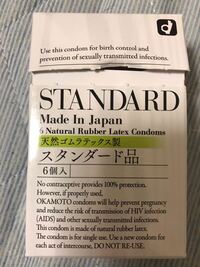 d
Use this condom for birth control and
prevention of sexually transmitted infections.
STANDARD
Made In Japan
6 Natural Rubber Latex Condoms
天然ゴムラテックス製
スタンダード品
6個入
No contraceptive provides 100% protection.
However, if properly used,
OKAMOTO condoms will help prevent pregnancy
and reduce the risk of transmission of HIV infection
(AIDS) and other sexually transmitted infections.
This condom is made of natural rubber latex.
The condom is for single use. Use a new condom for
each act of intercourse, DO NOT RE-USE.